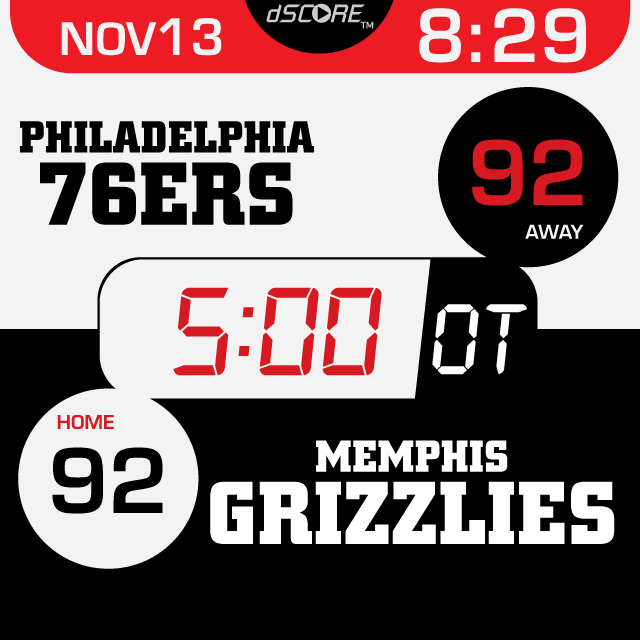 NOV13
dSCORE™
8:29
PHILADELPHIA
76ERS
92
AWAY
5:00 OT
HOME
92
MEMPHIS
GRIZZLIES